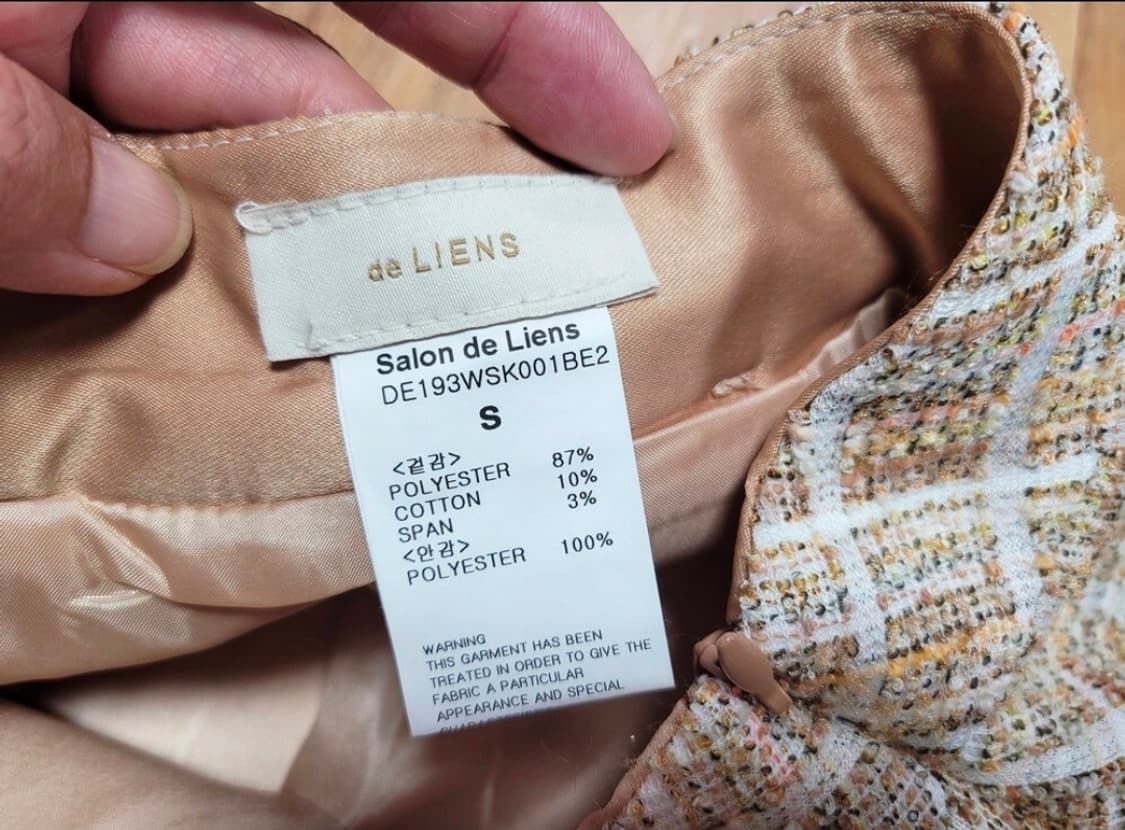 de LIENS
Salon de Liens
DE193WSK001BE2
S
<겉감>
POLYESTER 87%
COTTON 10%
SPAN 3%
<안감>
POLYESTER 100%
WARNING
THIS GARMENT HAS BEEN
TREATED IN ORDER TO GIVE THE
FABRIC A PARTICULAR
APPEARANCE AND SPECIAL